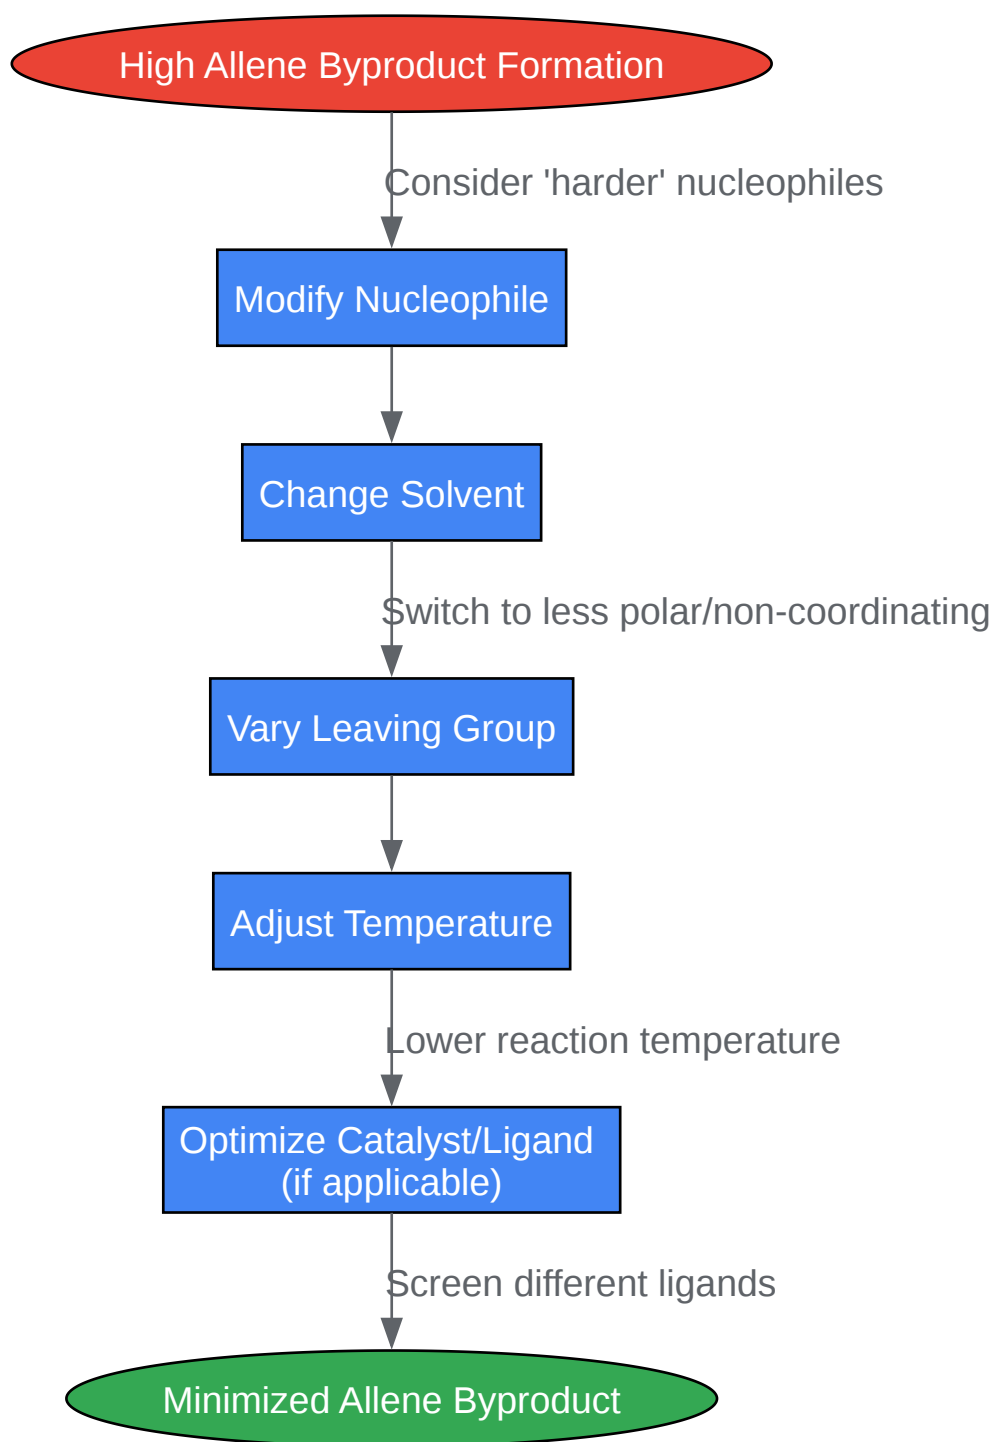 High Allene Byproduct Formation
Consider 'harder' nucleophiles
Modify Nucleophile
Change Solvent
Switch to less polar/non-coordinating
Vary Leaving Group
Adjust Temperature
Lower reaction temperature
Optimize Catalyst/Ligand
(if applicable)
Screen different ligands
Minimized Allene Byproduct